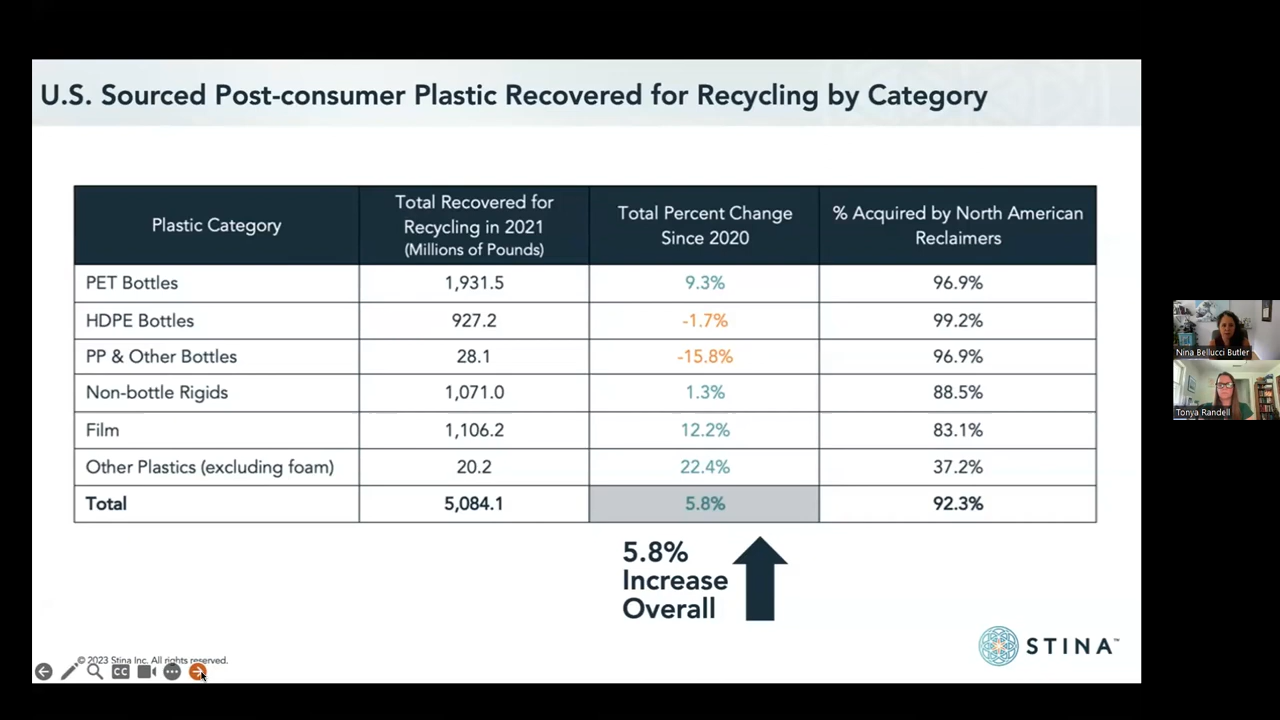 U.S. Sourced Post-consumer Plastic Recovered for Recycling by Category
Plastic Category
Total Recovered for
Recycling in 2021
(Millions of Pounds)
Total Percent Change
Since 2020
% Acquired by North American
Reclaimers
PET Bottles 1,931.5 9.3% 96.9%
HDPE Bottles 927.2 -1.7% 99.2%
PP & Other Bottles 28.1 -15.8% 96.9%
Non-bottle Rigids 1,071.0 1.3% 88.5%
Film 1,106.2 12.2% 83.1%
Other Plastics (excluding foam) 20.2 22.4% 37.2%
Total 5,084.1 5.8% 92.3%
5.8%
Increase
Overall
STINA™
© 2023 Stina Inc. All rights reserved.
CC
Nina Bellucci Butler
Tonya Randell